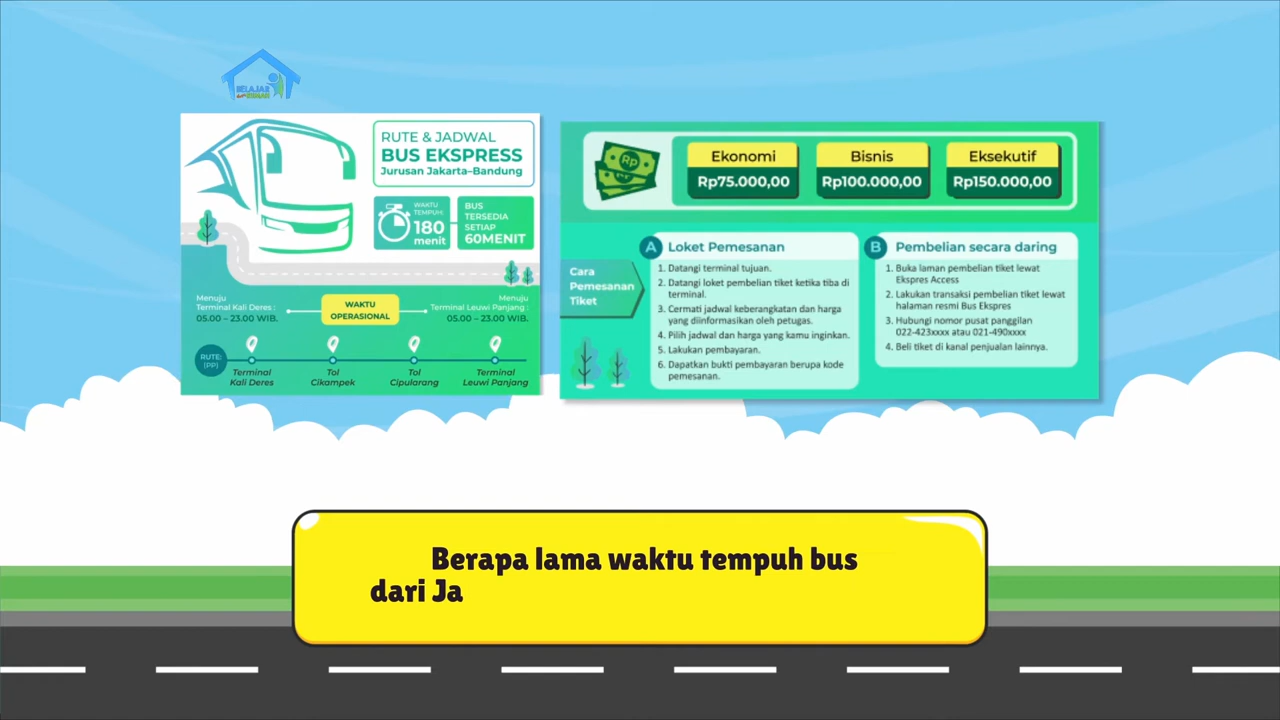 BELAJAR
dari RUMAH
RUTE & JADWAL
BUS EKSPRESS
Jurusan Jakarta–Bandung
WAKTU
TEMPUH:
180
menit
BUS
TERSEDIA
SETIAP
60MENIT
Menuju
Terminal Kali Deres :
05.00 – 23.00 WIB.
WAKTU
OPERASIONAL
Menuju
Terminal Leuwi Panjang :
05.00 – 23.00 WIB.
RUTE:
(PP)
Terminal
Kali Deres
Tol
Cikampek
Tol
Cipularang
Terminal
Leuwi Panjang
Rp
Ekonomi
Rp75.000,00
Bisnis
Rp100.000,00
Eksekutif
Rp150.000,00
Cara
Pemesanan
Tiket
A Loket Pemesanan
1. Datangi terminal tujuan.
2. Datangi loket pembelian tiket ketika tiba di
terminal.
3. Cermati jadwal keberangkatan dan harga
yang diinformasikan oleh petugas.
4. Pilih jadwal dan harga yang kamu inginkan.
5. Lakukan pembayaran.
6. Dapatkan bukti pembayaran berupa kode
pemesanan.
B Pembelian secara daring
1. Buka laman pembelian tiket lewat
Ekspres Access
2. Lakukan transaksi pembelian tiket lewat
halaman resmi Bus Ekspres
3. Hubungi nomor pusat panggilan
022-423xxxx atau 021-490xxxx
4. Beli tiket di kanal penjualan lainnya.
Berapa lama waktu tempuh bus
dari Ja